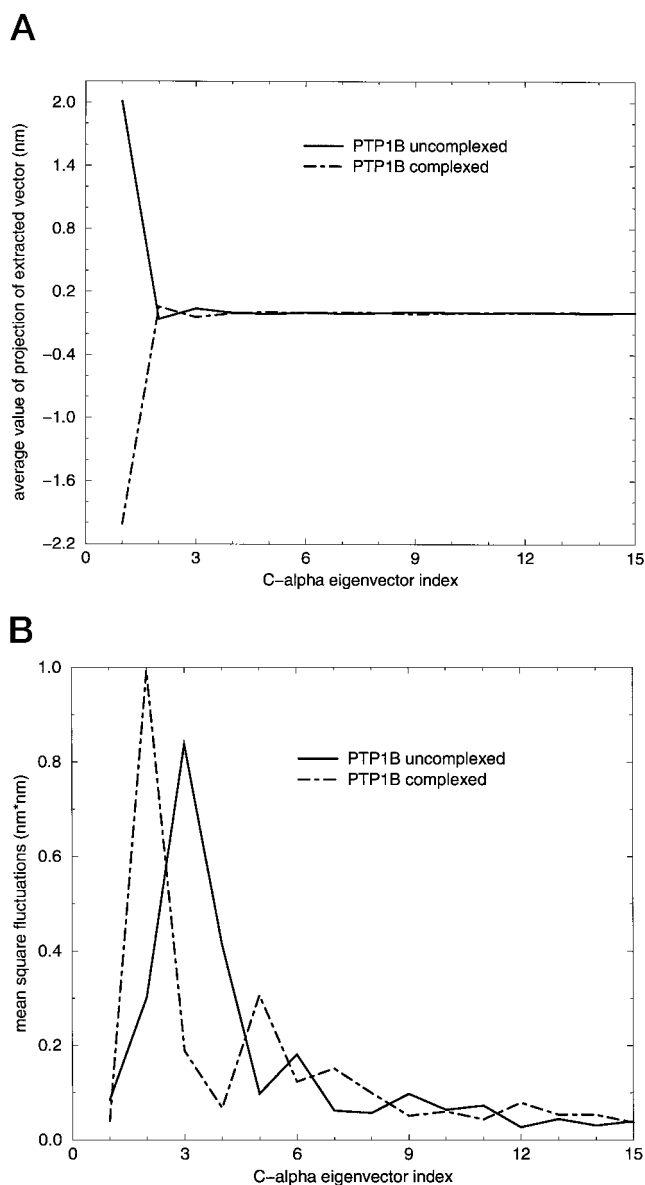 A
average value of projection of extracted vector (nm)
2.0
1.4
0.8
0.2
−0.4
−1.0
−1.6
−2.2
PTP1B uncomplexed
PTP1B complexed
0
3
6
9
12
15
C−alpha eigenvector index
B
mean square fluctuations (nm*nm)
1.0
0.8
0.6
0.4
0.2
0.0
PTP1B uncomplexed
PTP1B complexed
0
3
6
9
12
15
C−alpha eigenvector index